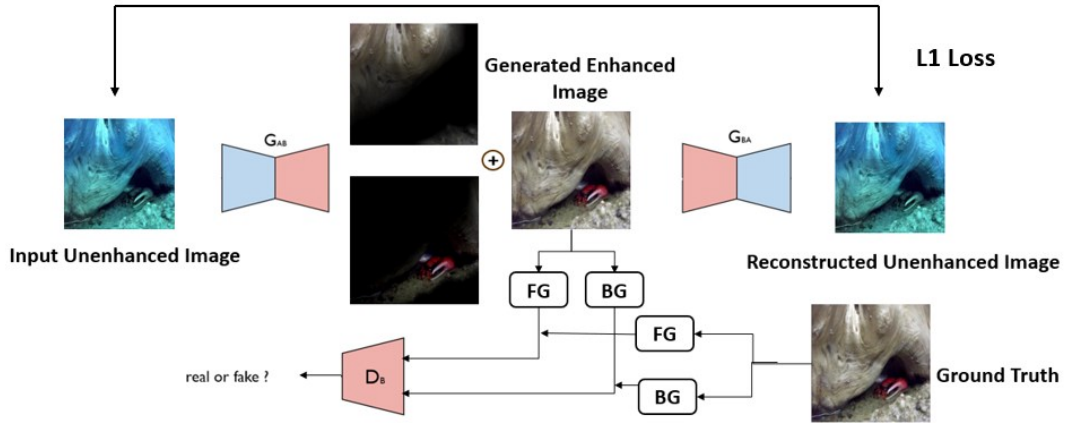 L1 Loss
Generated Enhanced
Image
G_AB
G_BA
+
Input Unenhanced Image
Reconstructed Unenhanced Image
FG
BG
FG
real or fake ?
D_B
Ground Truth
BG